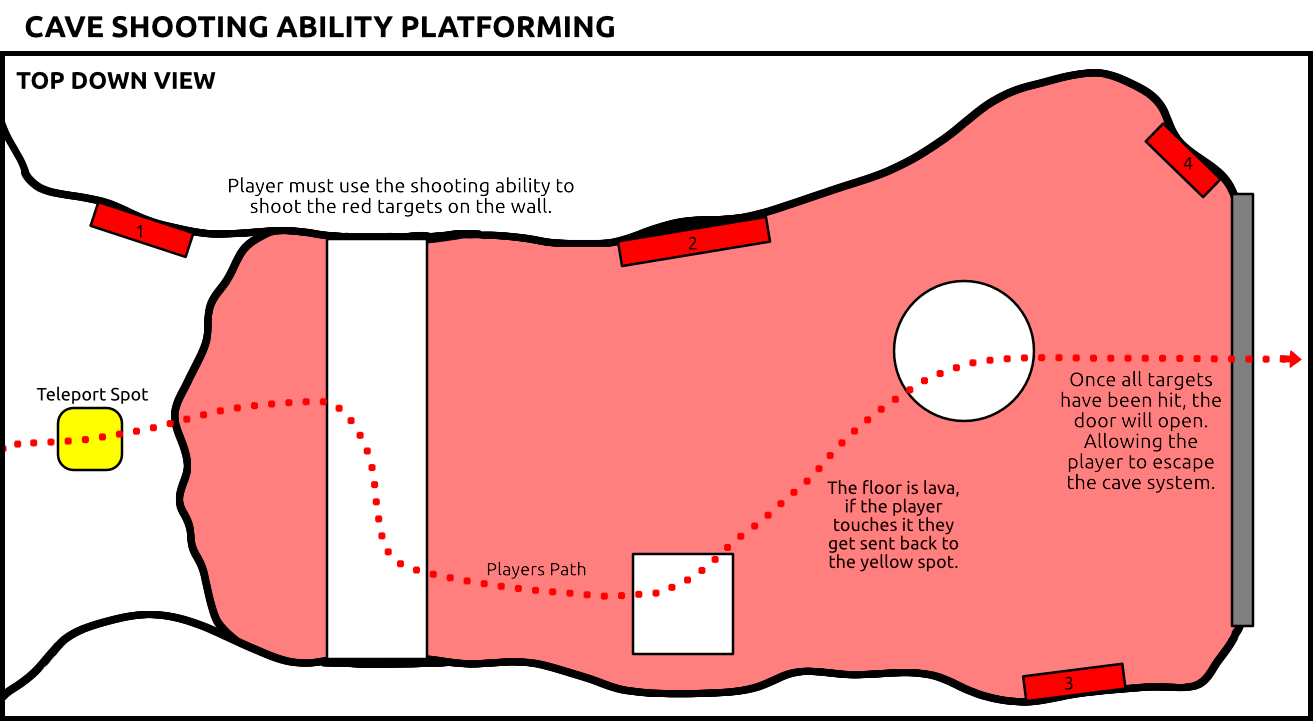 CAVE SHOOTING ABILITY PLATFORMING
TOP DOWN VIEW
Player must use the shooting ability to
shoot the red targets on the wall.
1
2
4
Teleport Spot
Once all targets
have been hit, the
door will open.
Allowing the
player to escape
the cave system.
The floor is lava,
if the player
touches it they
get sent back to
the yellow spot.
Players Path
3